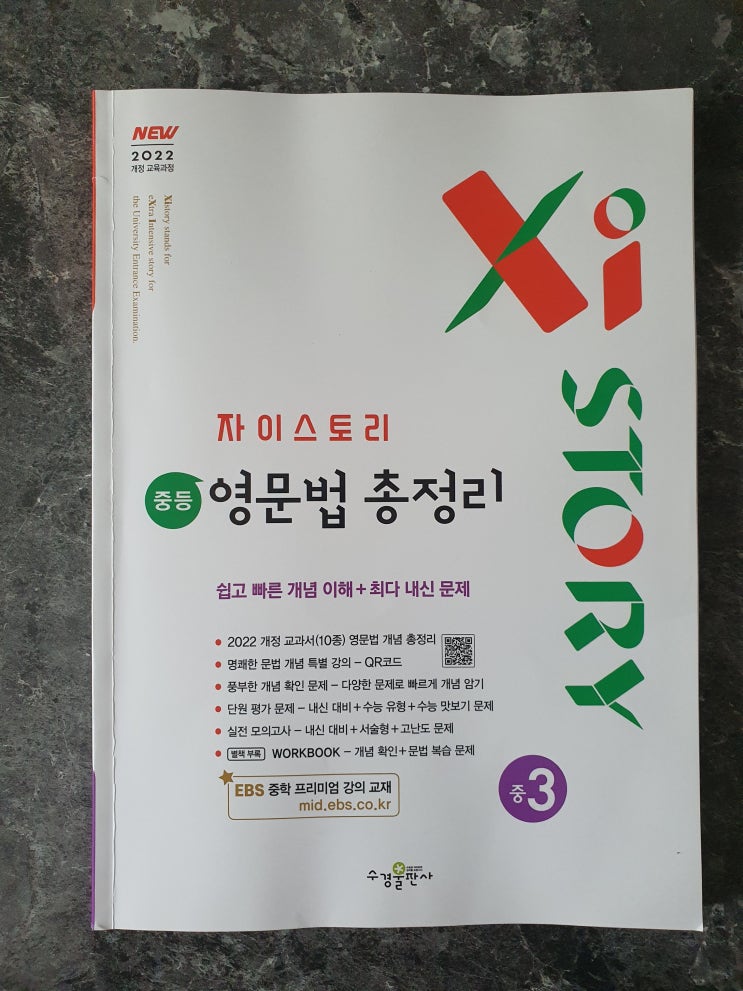 NEW
2022
개정 교육과정
XIstory stands for
eXtra Intensive story for
the University Entrance Examination.
Xi STORY
자이스토리
중등 영문법 총정리
쉽고 빠른 개념 이해+최다 내신 문제
• 2022 개정 교과서(10종) 영문법 개념 총정리
• 명쾌한 문법 개념 특별 강의 – QR코드
• 풍부한 개념 확인 문제 – 다양한 문제로 빠르게 개념 암기
• 단원 평가 문제 – 내신 대비+수능 유형+수능 맛보기 문제
• 실전 모의고사 – 내신 대비+서술형+고난도 문제
• 별책 부록 WORKBOOK – 개념 확인+문법 복습 문제
EBS 중학 프리미엄 강의 교재
mid.ebs.co.kr
중3
수경출판사